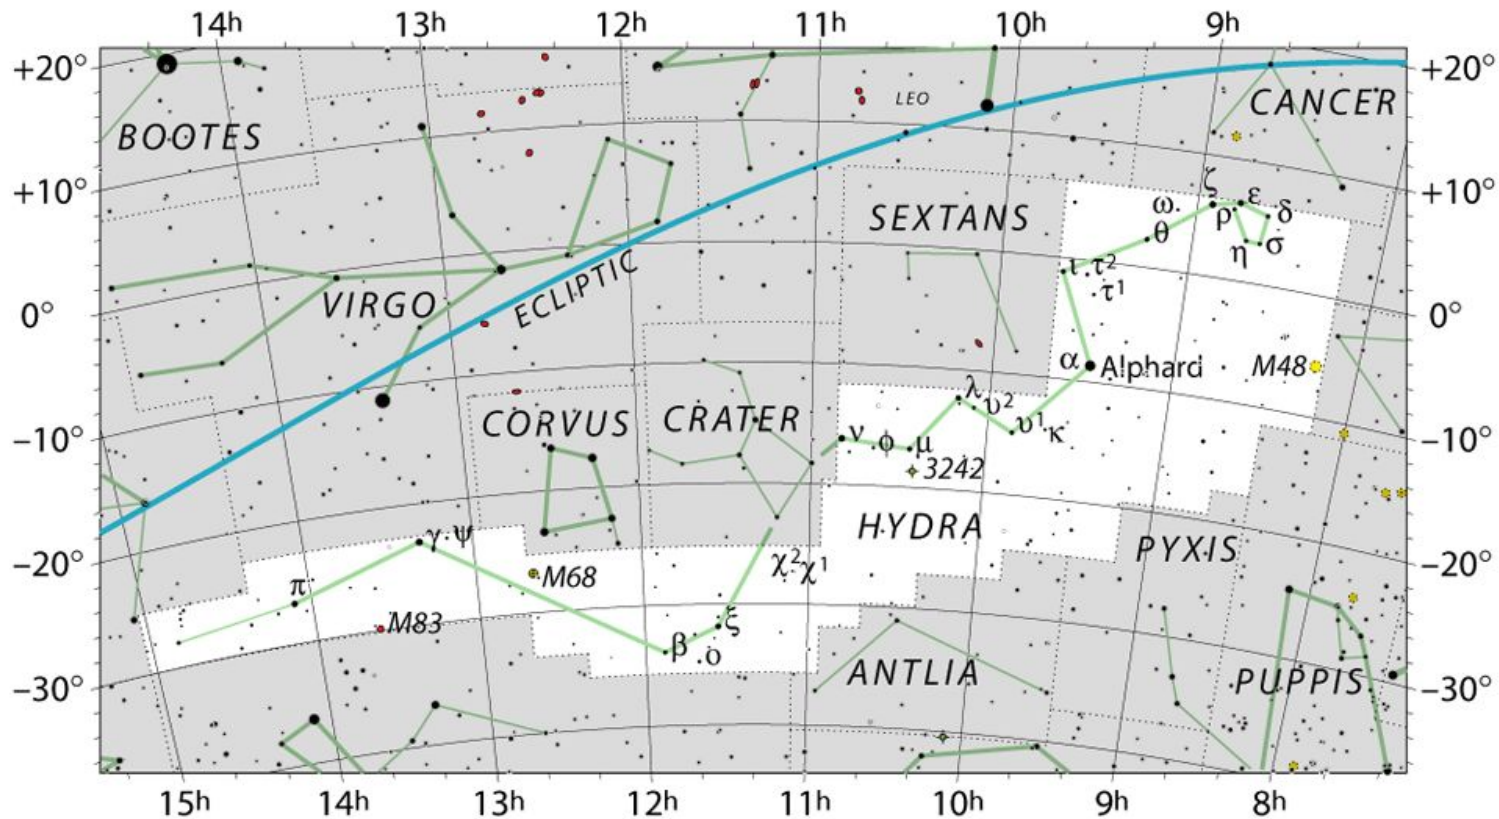 14h 13h 12h 11h 10h 9h
+20° +20°
LEO
CANCER
BOOTES
+10° +10°
ζ ε
ω ρ δ
SEXTANS
θ η σ
ι τ²
τ¹
ECLIPTIC
VIRGO
0° 0°
α Alphard
M48
λ υ²
CORVUS CRATER
ν φ μ υ¹ κ
−10° −10°
3242
HYDRA
γ ψ
PYXIS
−20° −20°
M68
χ² χ¹
π
M83
ξ
β ο
ANTLIA
PUPPIS
−30° −30°
15h 14h 13h 12h 11h 10h 9h 8h